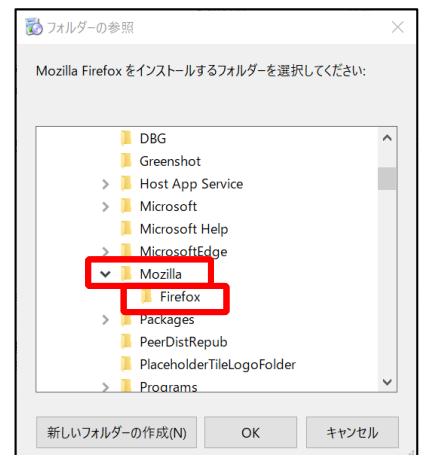 フォルダーの参照
Mozilla Firefox をインストールするフォルダーを選択してください:
DBG
Greenshot
Host App Service
Microsoft
Microsoft Help
MicrosoftEdge
Mozilla
Firefox
Packages
PeerDistRepub
PlaceholderTileLogoFolder
Programs
新しいフォルダーの作成(N) OK キャンセル